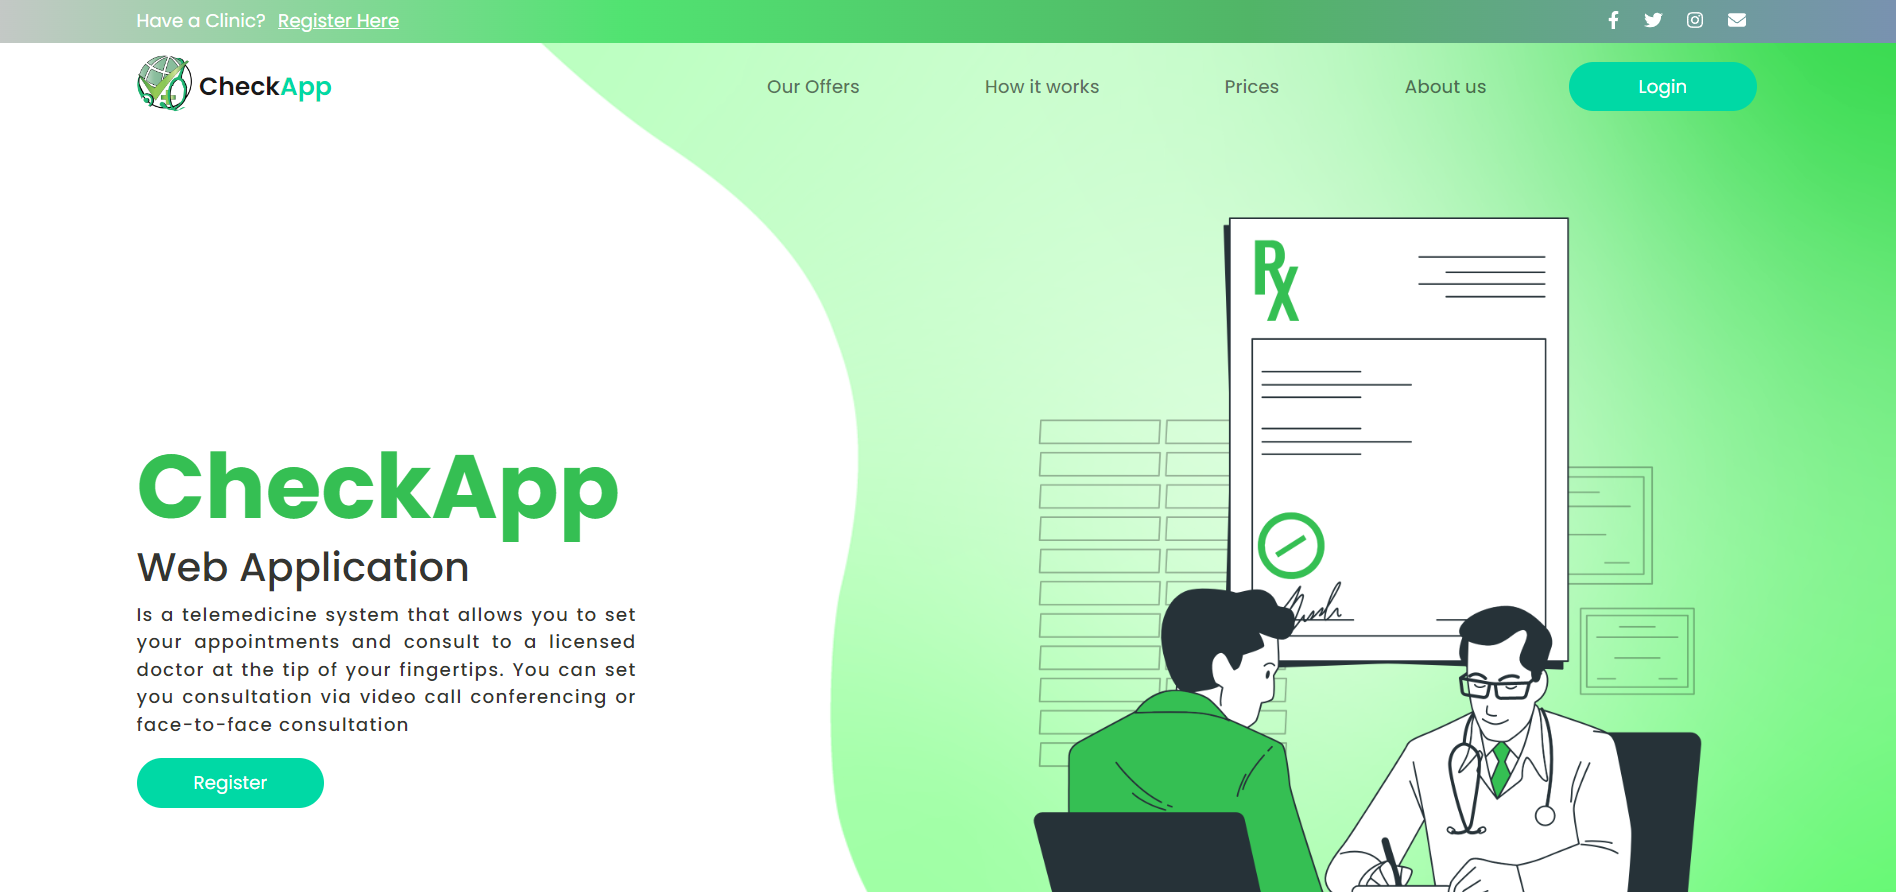 Have a Clinic? Register Here
CheckApp
Our Offers
How it works
Prices
About us
Login
RX
CheckApp
Web Application
Is a telemedicine system that allows you to set
your appointments and consult to a licensed
doctor at the tip of your fingertips. You can set
you consultation via video call conferencing or
face-to-face consultation
Register